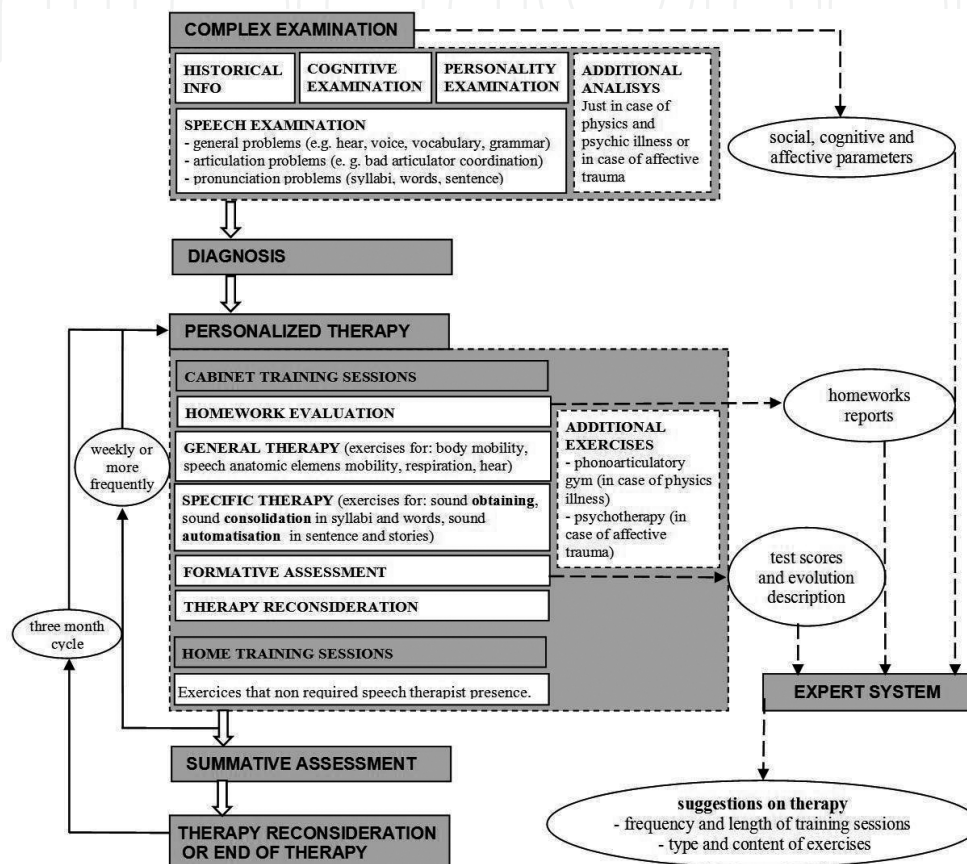 COMPLEX EXAMINATION
HISTORICAL
INFO
COGNITIVE
EXAMINATION
PERSONALITY
EXAMINATION
ADDITIONAL
ANALISYS
Just in case of
physics and
psychic illness or
in case of affective
trauma
SPEECH EXAMINATION
- general problems (e.g. hear, voice, vocabulary, grammar)
- articulation problems (e. g. bad articulator coordination)
- pronunciation problems (syllabi, words, sentence)
social, cognitive and
affective parameters
DIAGNOSIS
PERSONALIZED THERAPY
CABINET TRAINING SESSIONS
HOMEWORK EVALUATION
GENERAL THERAPY (exercises for: body mobility,
speech anatomic elemens mobility, respiration, hear)
SPECIFIC THERAPY (exercises for: sound obtaining,
sound consolidation in syllabi and words, sound
automatisation in sentence and stories)
FORMATIVE ASSESSMENT
THERAPY RECONSIDERATION
HOME TRAINING SESSIONS
Exercices that non required speech therapist presence.
ADDITIONAL
EXERCISES
- phonoarticulatory
gym (in case of physics
illness)
- psychotherapy (in
case of affective
trauma)
homeworks
reports
test scores
and evolution
description
weekly or
more
frequently
three month
cycle
EXPERT SYSTEM
SUMMATIVE ASSESSMENT
THERAPY RECONSIDERATION
OR END OF THERAPY
suggestions on therapy
- frequency and length of training sessions
- type and content of exercises